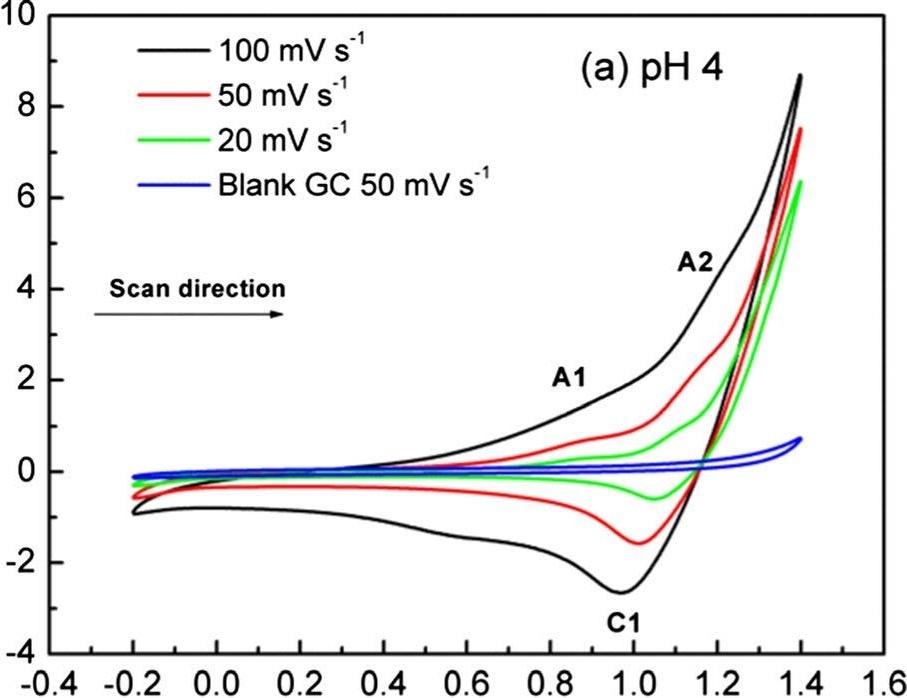 10
100 mV s⁻¹
(a) pH 4
50 mV s⁻¹
8
20 mV s⁻¹
Blank GC 50 mV s⁻¹
6
A2
4
Scan direction
2
A1
0
-2
C1
-4
-0.4 -0.2 0.0 0.2 0.4 0.6 0.8 1.0 1.2 1.4 1.6